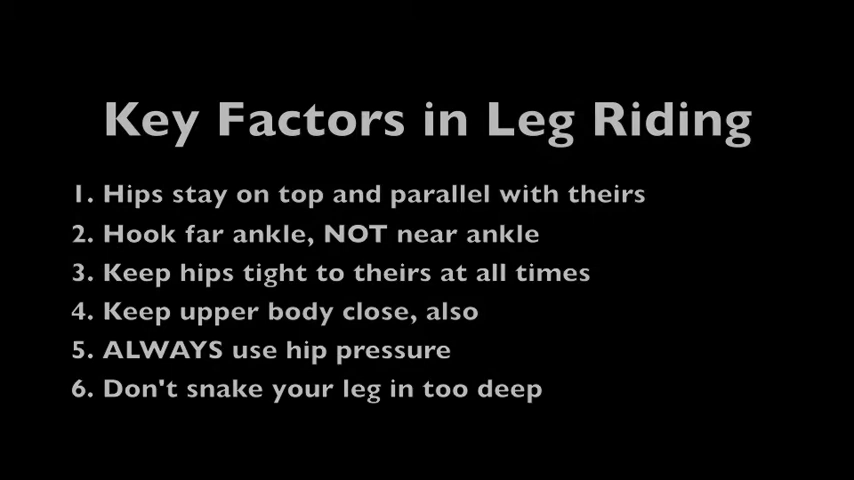 Key Factors in Leg Riding
1. Hips stay on top and parallel with theirs
2. Hook far ankle, NOT near ankle
3. Keep hips tight to theirs at all times
4. Keep upper body close, also
5. ALWAYS use hip pressure
6. Don't snake your leg in too deep